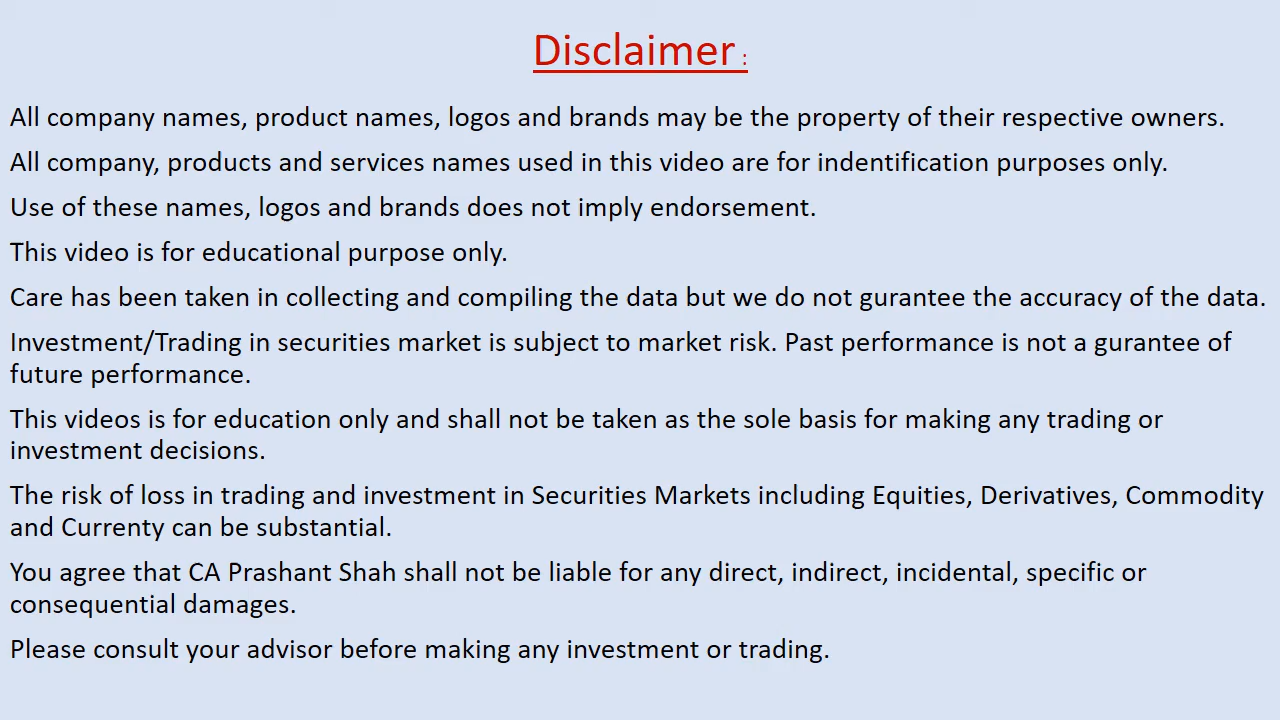 Disclaimer :
All company names, product names, logos and brands may be the property of their respective owners.
All company, products and services names used in this video are for indentification purposes only.
Use of these names, logos and brands does not imply endorsement.
This video is for educational purpose only.
Care has been taken in collecting and compiling the data but we do not gurantee the accuracy of the data.
Investment/Trading in securities market is subject to market risk. Past performance is not a gurantee of
future performance.
This videos is for education only and shall not be taken as the sole basis for making any trading or
investment decisions.
The risk of loss in trading and investment in Securities Markets including Equities, Derivatives, Commodity
and Currenty can be substantial.
You agree that CA Prashant Shah shall not be liable for any direct, indirect, incidental, specific or
consequential damages.
Please consult your advisor before making any investment or trading.